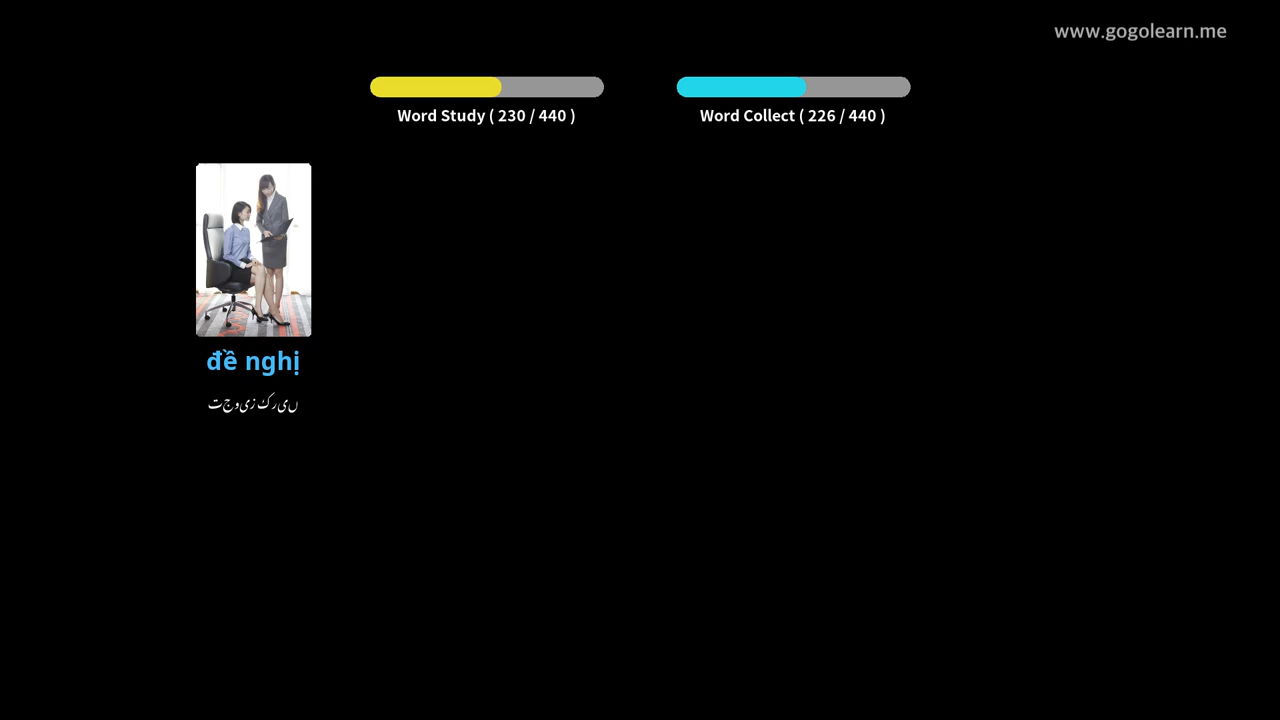 www.gogolearn.me
Word Study ( 230 / 440 )
Word Collect ( 226 / 440 )
đề nghị
تجویز کریں